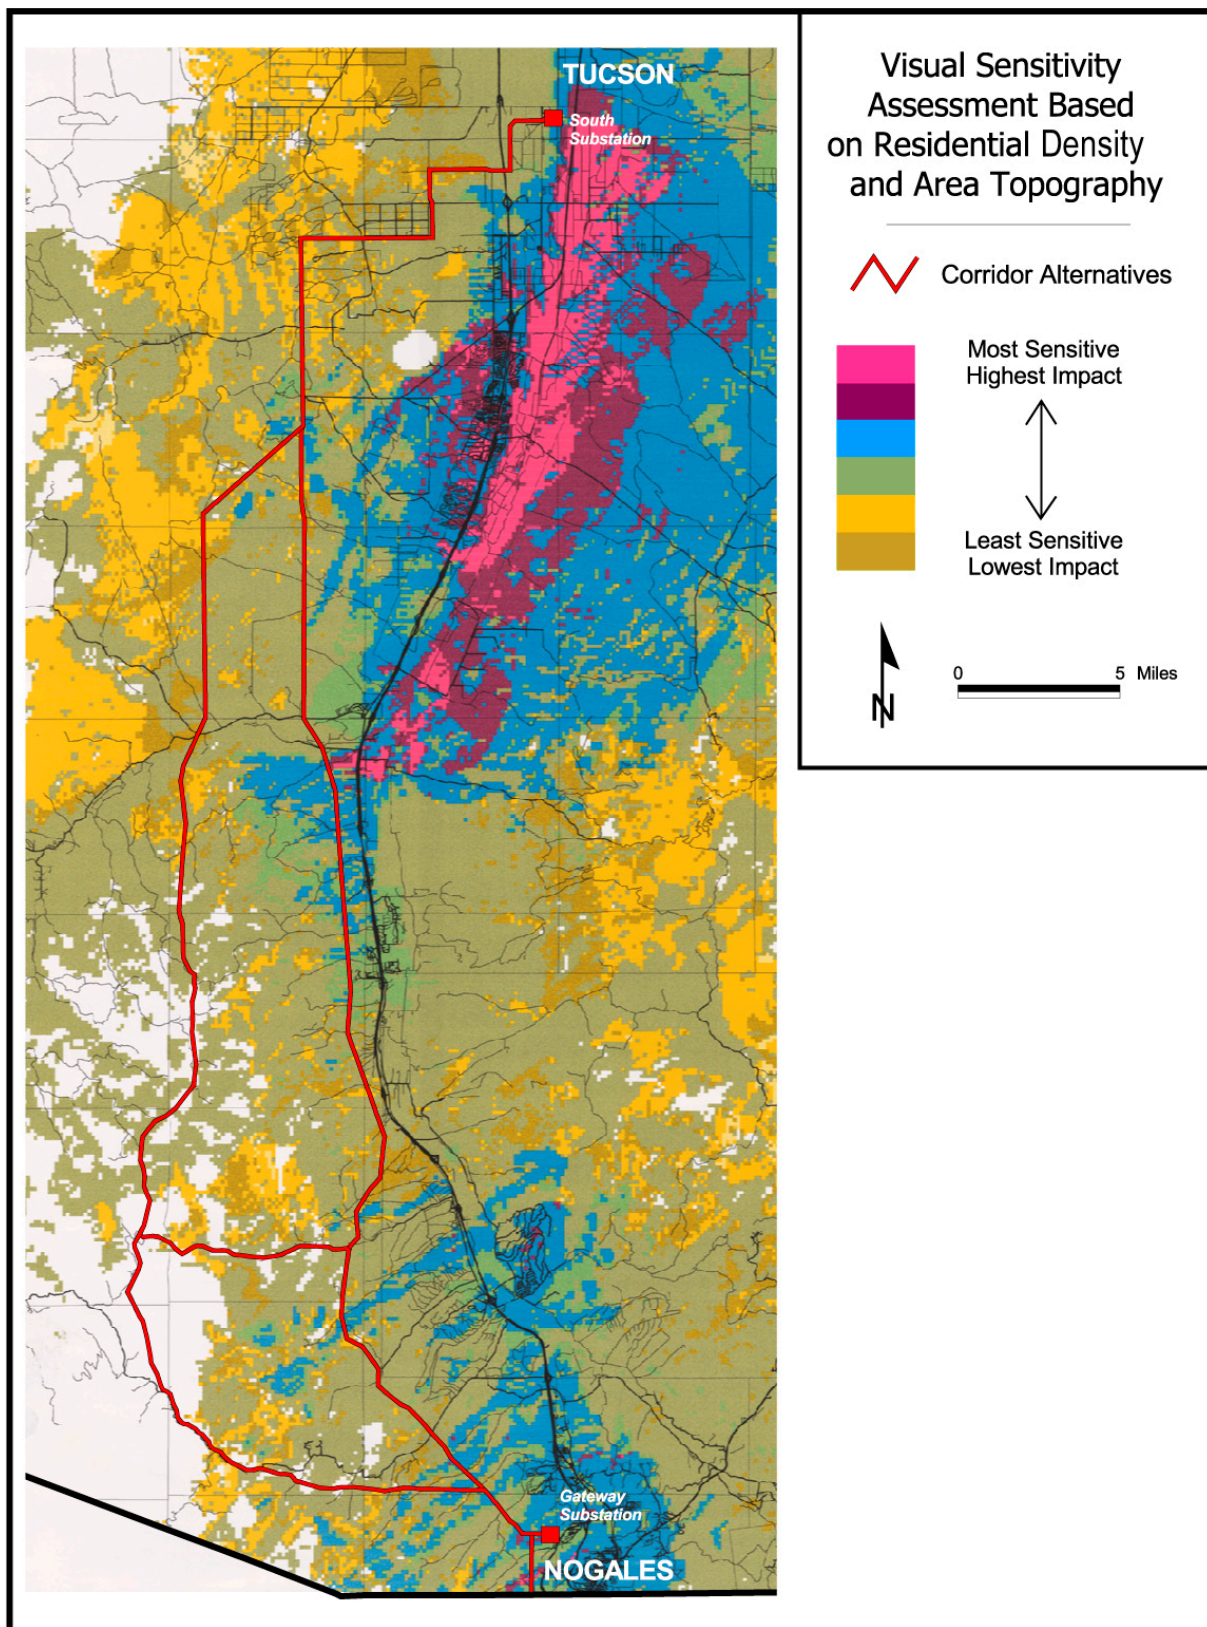 TUCSON
South
Substation
Gateway
Substation
NOGALES
Visual Sensitivity
Assessment Based
on Residential Density
and Area Topography
Corridor Alternatives
Most Sensitive
Highest Impact
Least Sensitive
Lowest Impact
N
0 5 Miles